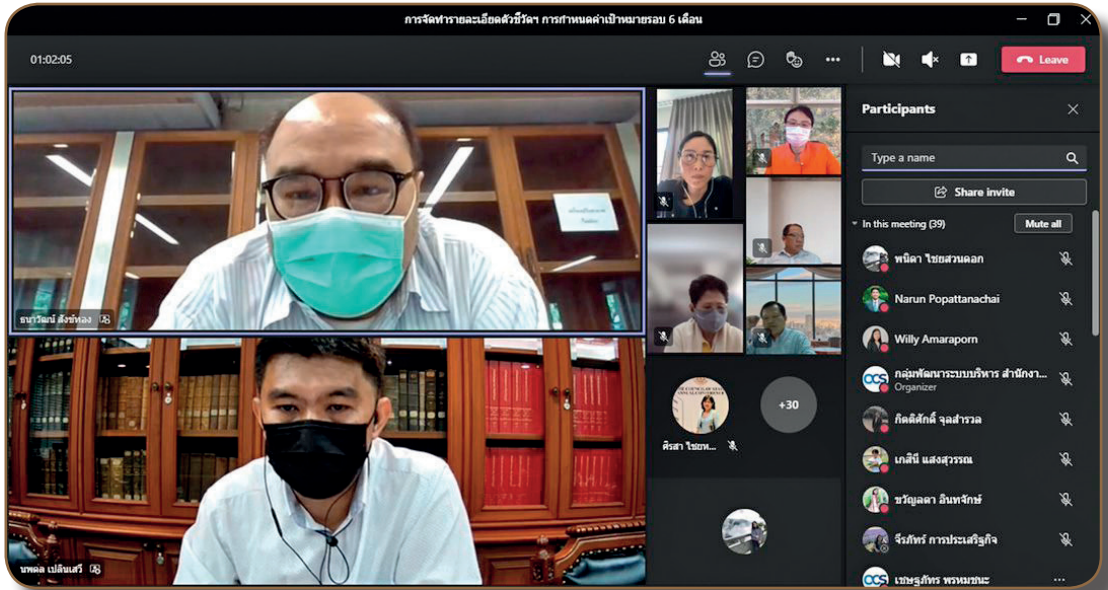 การจัดทำรายละเอียดตัวชี้วัดฯ การกำหนดค่าเป้าหมายรอบ 6 เดือน
01:02:05
Leave
Participants
Type a name
Share invite
In this meeting (39)
Mute all
พนิดา ไชยสวนดอก
Narun Popattanachai
Willy Amaraporn
OCS
กลุ่มพัฒนาระบบบริหาร สำนักงา...
Organizer
กิตติศักดิ์ จุลสำรวล
เกสินี แสงสุวรรณ
ขวัญลดา อินทจักษ์
จีรภัทร์ การประเสริฐกิจ
OCS
เชษฐภัทร พรหมชนะ
ธนาวัฒน์ สังข์ทอง
นพดล เปลินเสวี
+30
ศิรสา ไชยท...